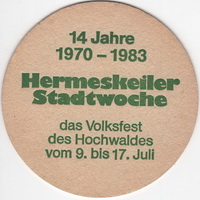 14 Jahre
1970 – 1983
Hermeskeiler
Stadtwoche
das Volksfest
des Hochwaldes
vom 9. bis 17. Juli